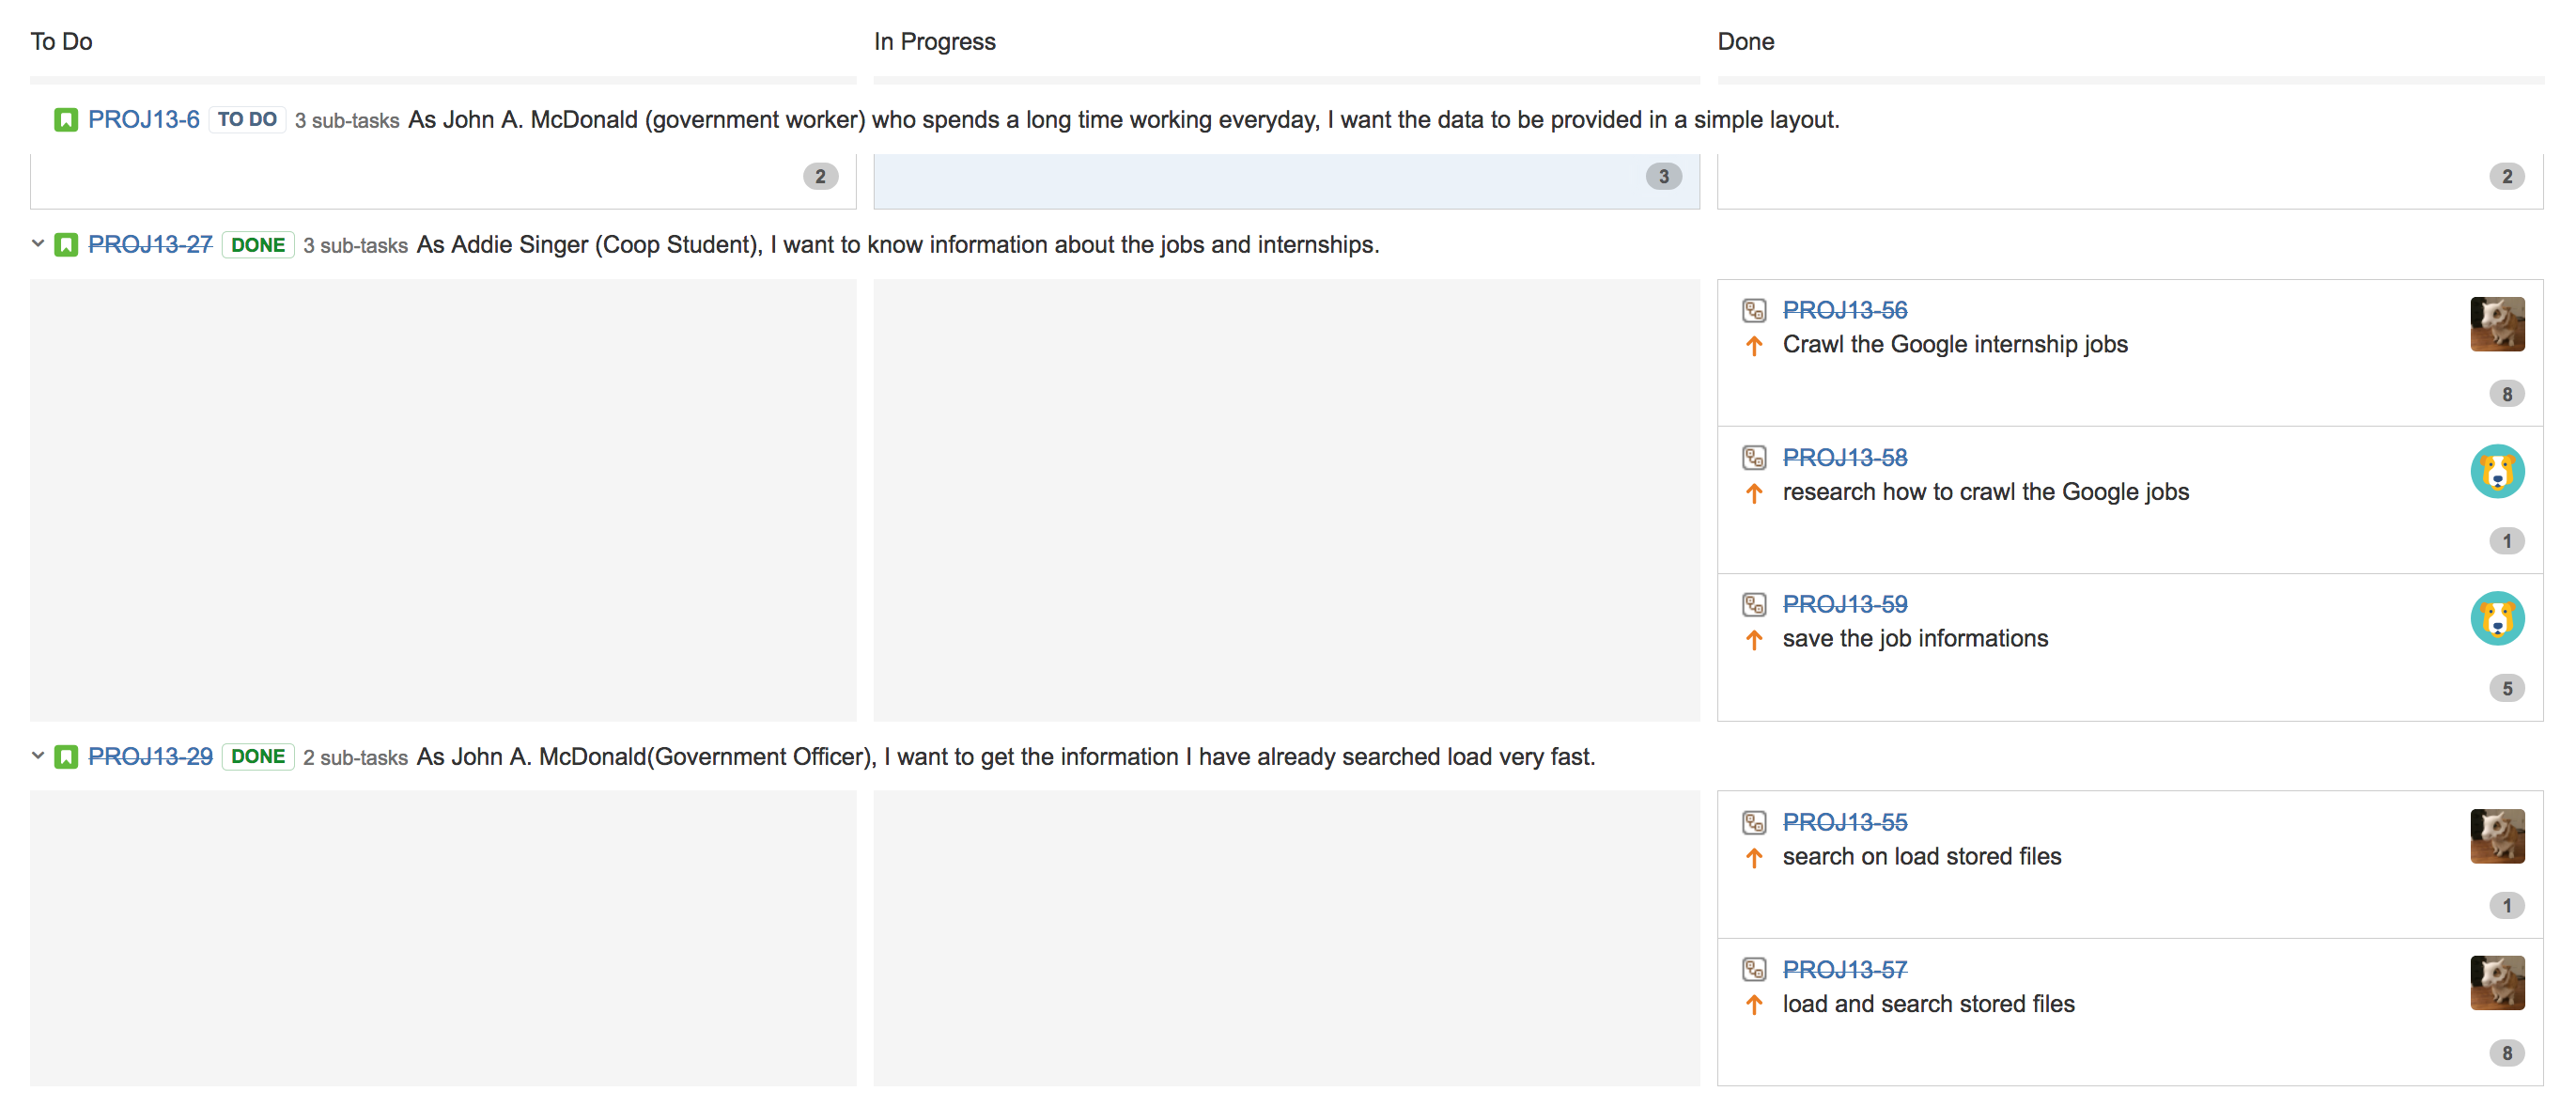 To Do In Progress Done
PROJ13-6 TO DO 3 sub-tasks As John A. McDonald (government worker) who spends a long time working everyday, I want the data to be provided in a simple layout.
2 3 2
PROJ13-27 DONE 3 sub-tasks As Addie Singer (Coop Student), I want to know information about the jobs and internships.
PROJ13-56
Crawl the Google internship jobs
8
PROJ13-58
research how to crawl the Google jobs
1
PROJ13-59
save the job informations
5
PROJ13-29 DONE 2 sub-tasks As John A. McDonald(Government Officer), I want to get the information I have already searched load very fast.
PROJ13-55
search on load stored files
1
PROJ13-57
load and search stored files
8